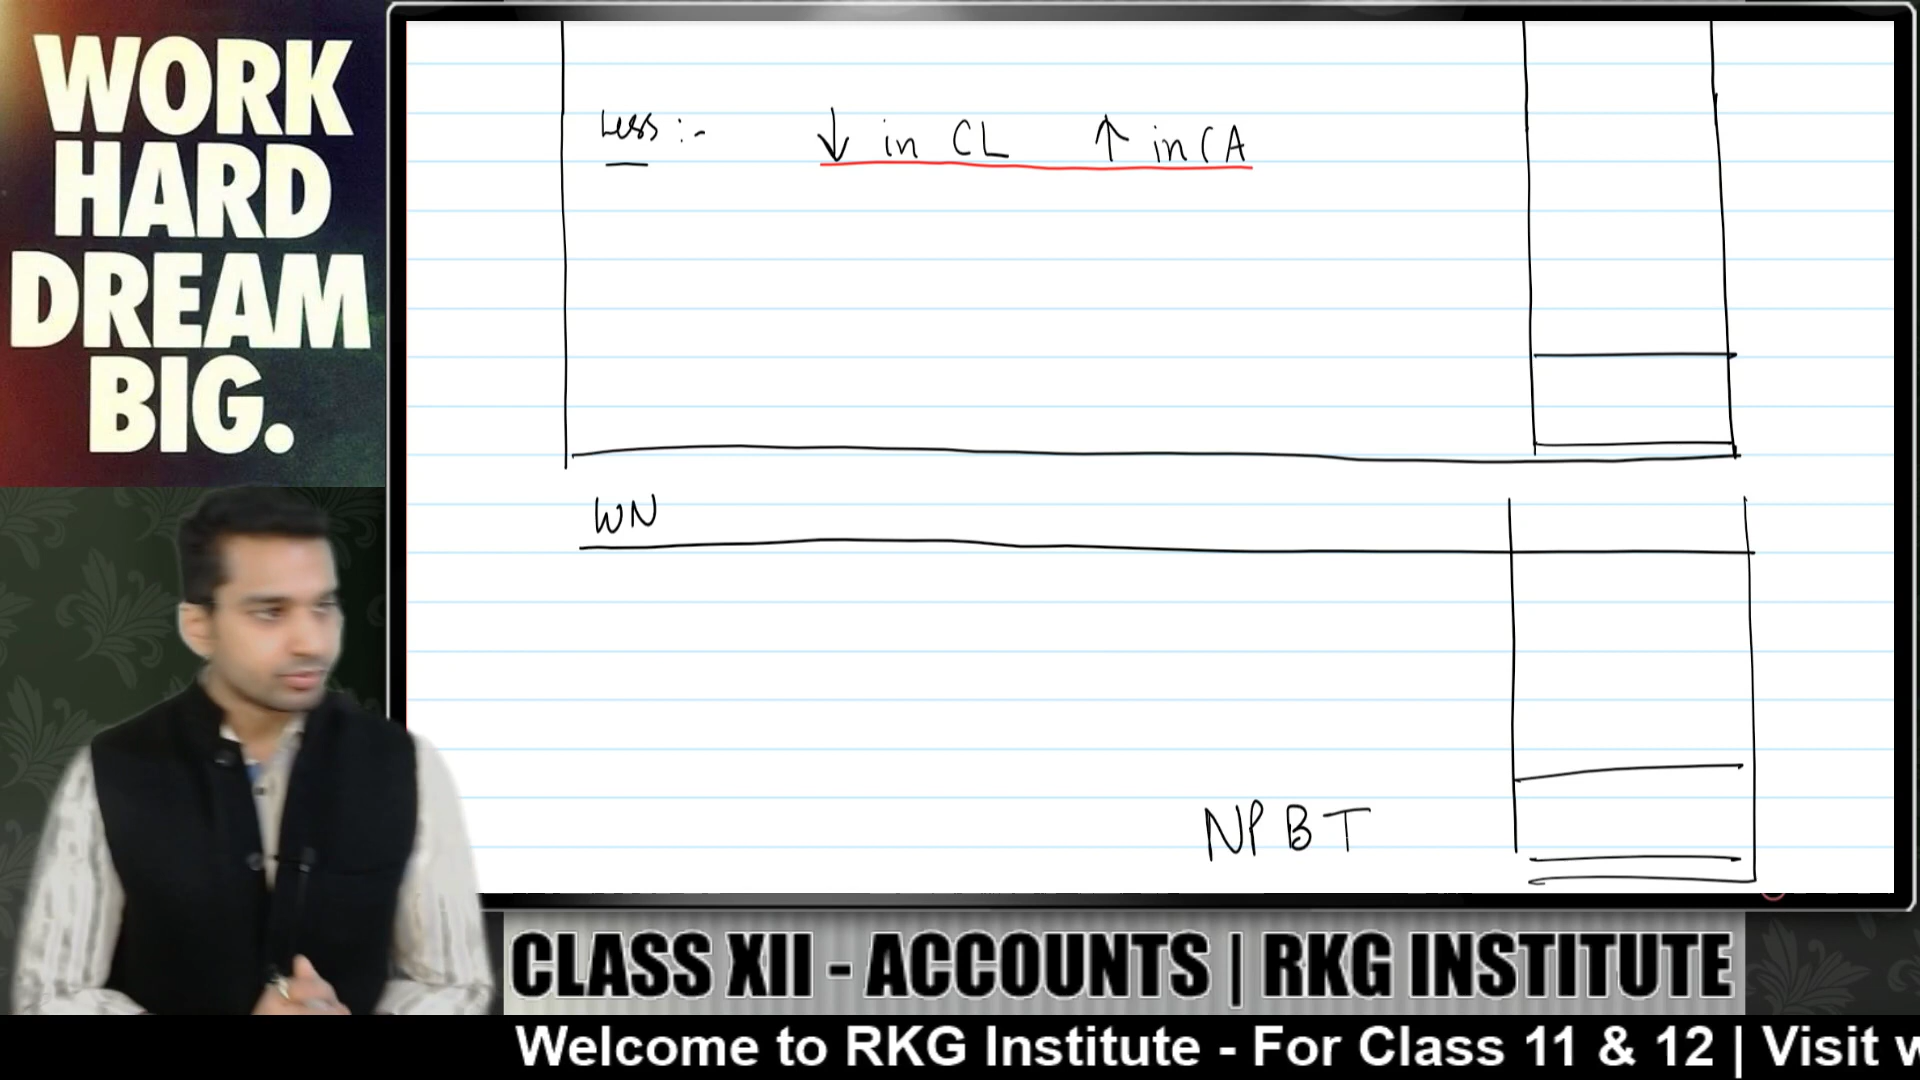 WORK
HARD
DREAM
BIG.
Less :-  ↓ in CL  ↑ in CA
WN
NPBT
CLASS XII - ACCOUNTS | RKG INSTITUTE
Welcome to RKG Institute - For Class 11 & 12 | Visit